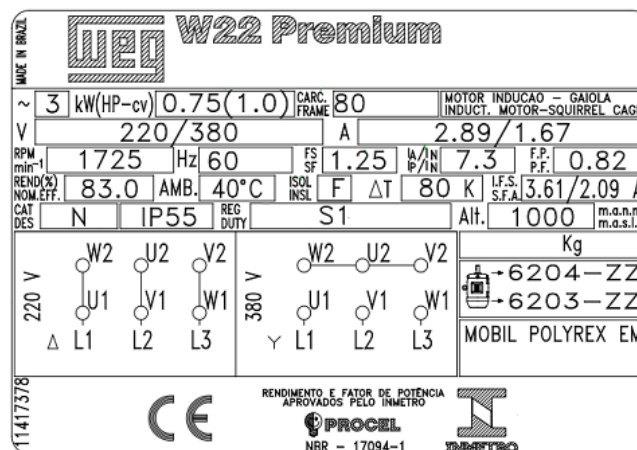 MADE IN BRAZIL
WEG W22 Premium
~ 3 kW(HP-cv) 0.75(1.0) CARC. FRAME 80 MOTOR INDUCAO - GAIOLA
INDUCT. MOTOR-SQUIRREL CAG
V 220/380 A 2.89/1.67
RPM min-1 1725 Hz 60 FS SF 1.25 IA/IN IP/IN 7.3 F.P. P.F. 0.82
REND(%) NOM.EFF. 83.0 AMB. 40°C ISOL INSL F ΔT 80 K I.F.S. S.F.A. 3.61/2.09 A
CAT DES N IP55 REG DUTY S1 Alt. 1000 m.a.n.m m.a.s.l.
Kg
220 V
W2 U2 V2
U1 V1 W1
Δ L1 L2 L3
380 V
W2 U2 V2
U1 V1 W1
Y L1 L2 L3
6204-ZZ
6203-ZZ
MOBIL POLYREX EM
11417378
CE
RENDIMENTO E FATOR DE POTÊNCIA
APROVADOS PELO INMETRO
PROCEL
NBR - 17094-1
INMETRO